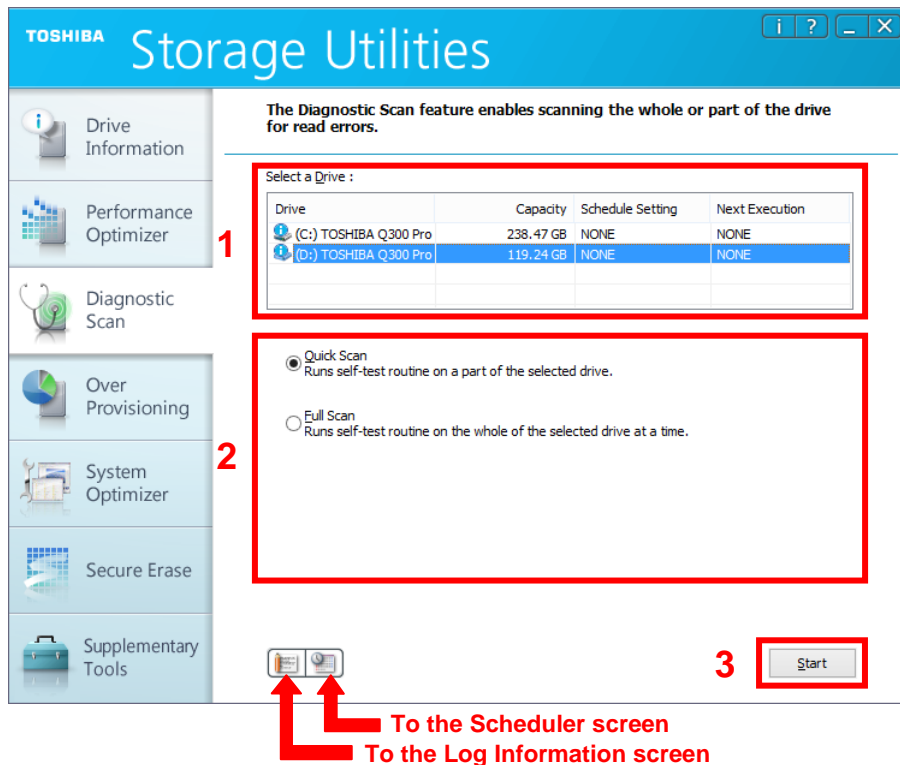 TOSHIBA Storage Utilities
i ? _ X
Drive
Information
Performance
Optimizer
Diagnostic
Scan
Over
Provisioning
System
Optimizer
Secure Erase
Supplementary
Tools
The Diagnostic Scan feature enables scanning the whole or part of the drive
for read errors.
1
Select a Drive :
Drive Capacity Schedule Setting Next Execution
(C:) TOSHIBA Q300 Pro 238.47 GB NONE NONE
(D:) TOSHIBA Q300 Pro 119.24 GB NONE NONE
2
Quick Scan
Runs self-test routine on a part of the selected drive.
Full Scan
Runs self-test routine on the whole of the selected drive at a time.
3
Start
To the Scheduler screen
To the Log Information screen